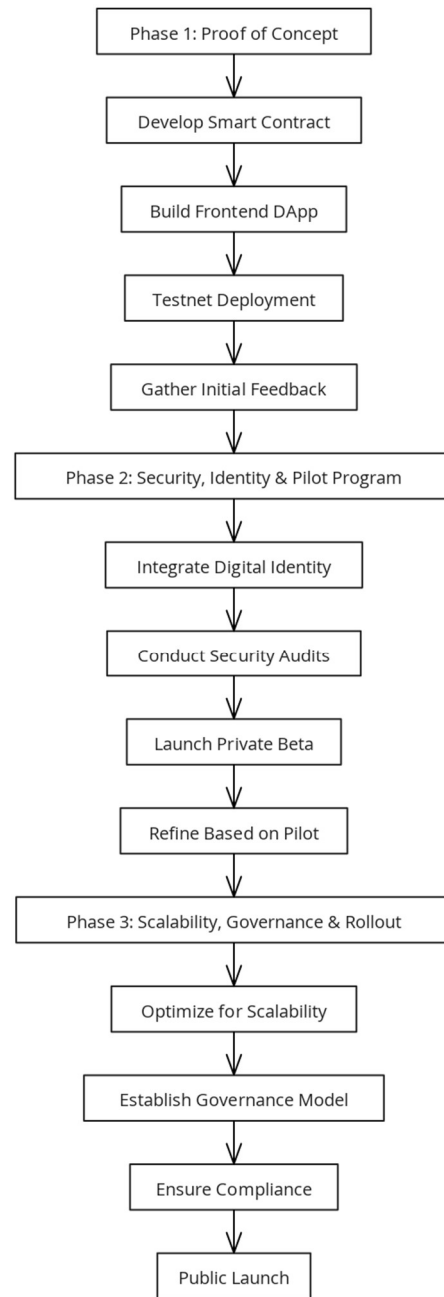 Phase 1: Proof of Concept
Develop Smart Contract
Build Frontend DApp
Testnet Deployment
Gather Initial Feedback
Phase 2: Security, Identity & Pilot Program
Integrate Digital Identity
Conduct Security Audits
Launch Private Beta
Refine Based on Pilot
Phase 3: Scalability, Governance & Rollout
Optimize for Scalability
Establish Governance Model
Ensure Compliance
Public Launch